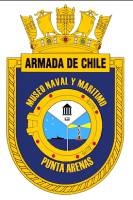 ARMADA DE CHILE
MUSEO NAVAL Y MARITIMO
PUNTA ARENAS